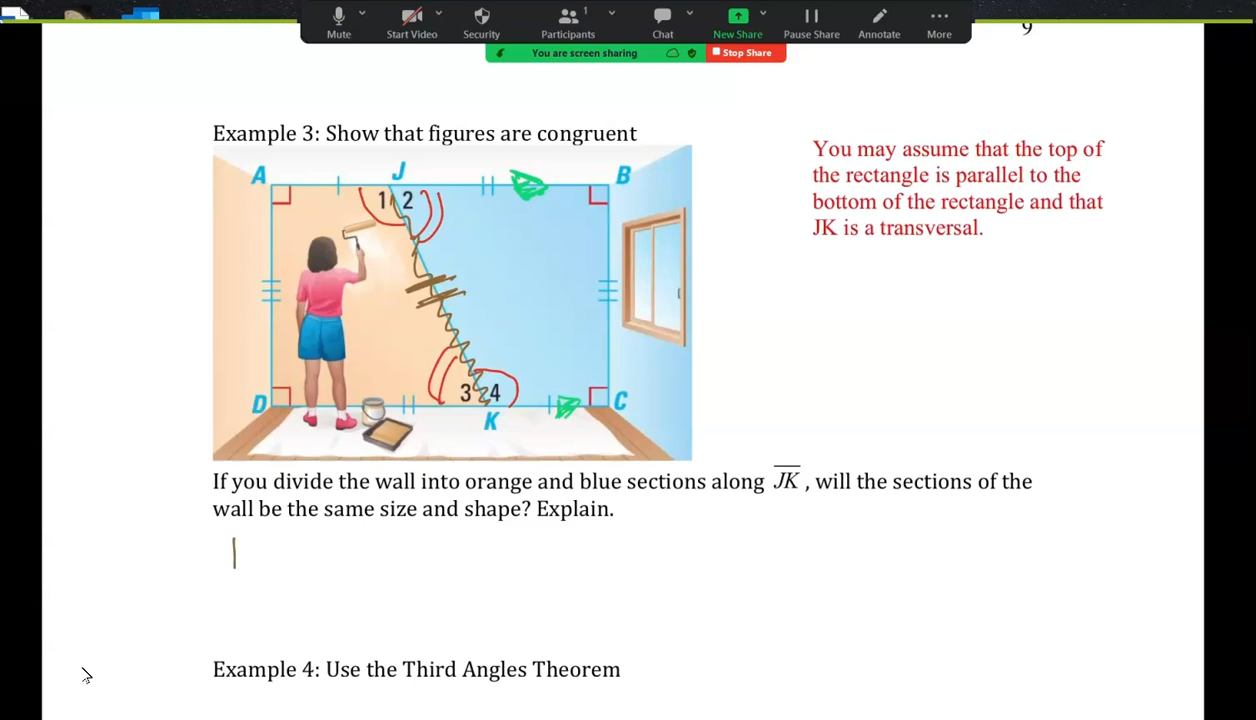 Mute
Start Video
Security
Participants
1
Chat
New Share
Pause Share
Annotate
More
You are screen sharing
Stop Share
9
Example 3: Show that figures are congruent
A
J
B
1
2
3
4
D
K
C
You may assume that the top of
the rectangle is parallel to the
bottom of the rectangle and that
JK is a transversal.
If you divide the wall into orange and blue sections along JK , will the sections of the
wall be the same size and shape? Explain.
Example 4: Use the Third Angles Theorem